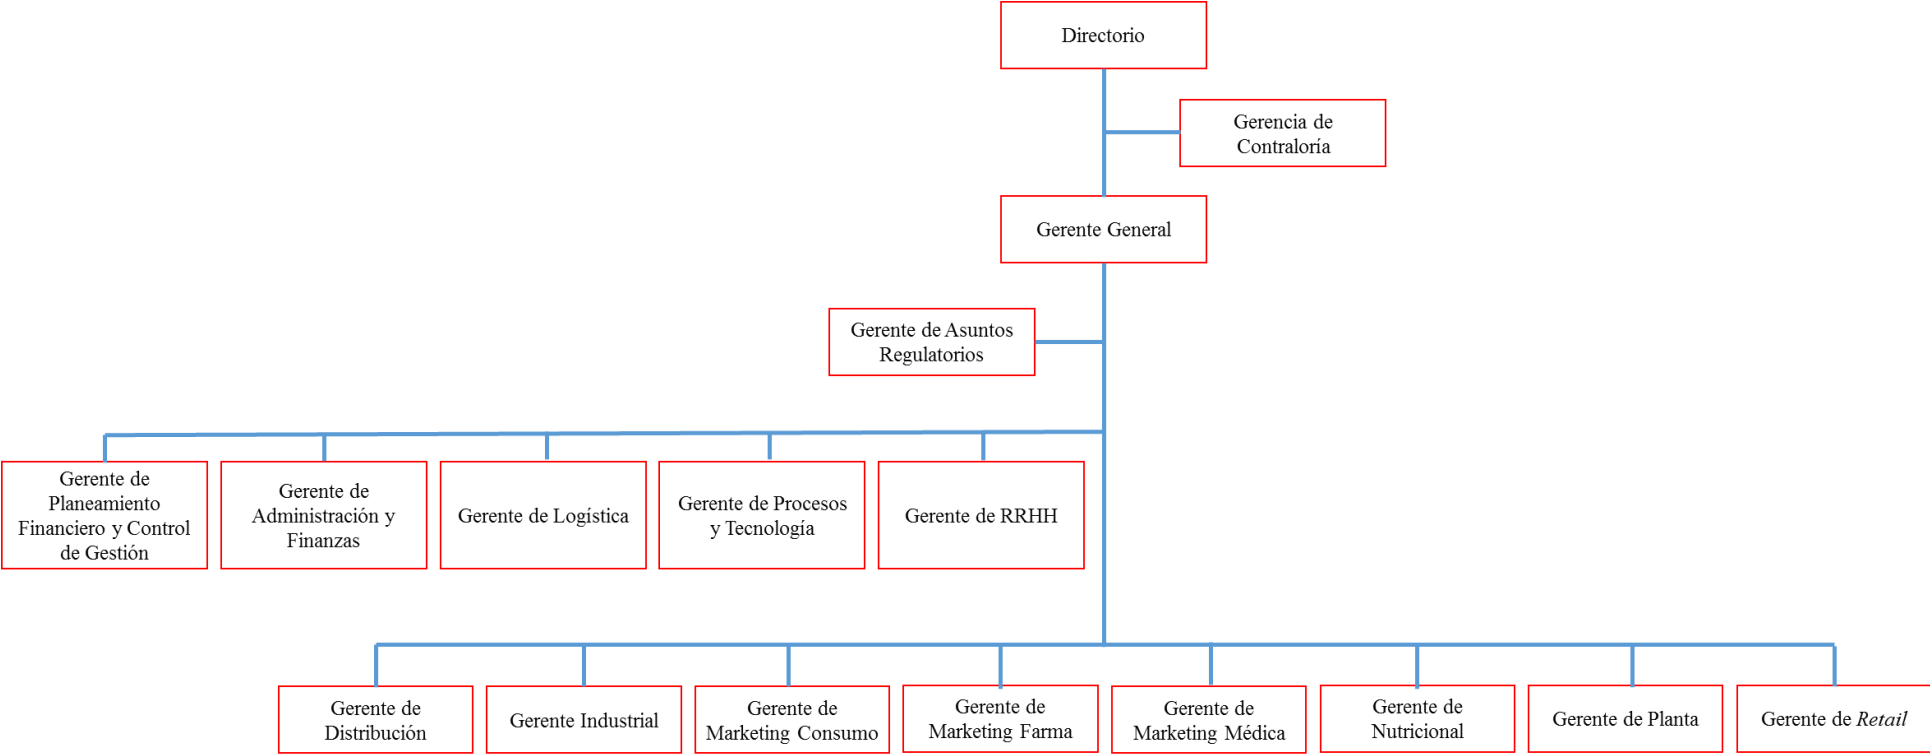 Directorio
Gerencia de
Contraloría
Gerente General
Gerente de Asuntos
Regulatorios
Gerente de
Planeamiento
Financiero y Control
de Gestión
Gerente de
Administración y
Finanzas
Gerente de Logística
Gerente de Procesos
y Tecnología
Gerente de RRHH
Gerente de
Distribución
Gerente Industrial
Gerente de
Marketing Consumo
Gerente de
Marketing Farma
Gerente de
Marketing Médica
Gerente de
Nutricional
Gerente de Planta
Gerente de Retail